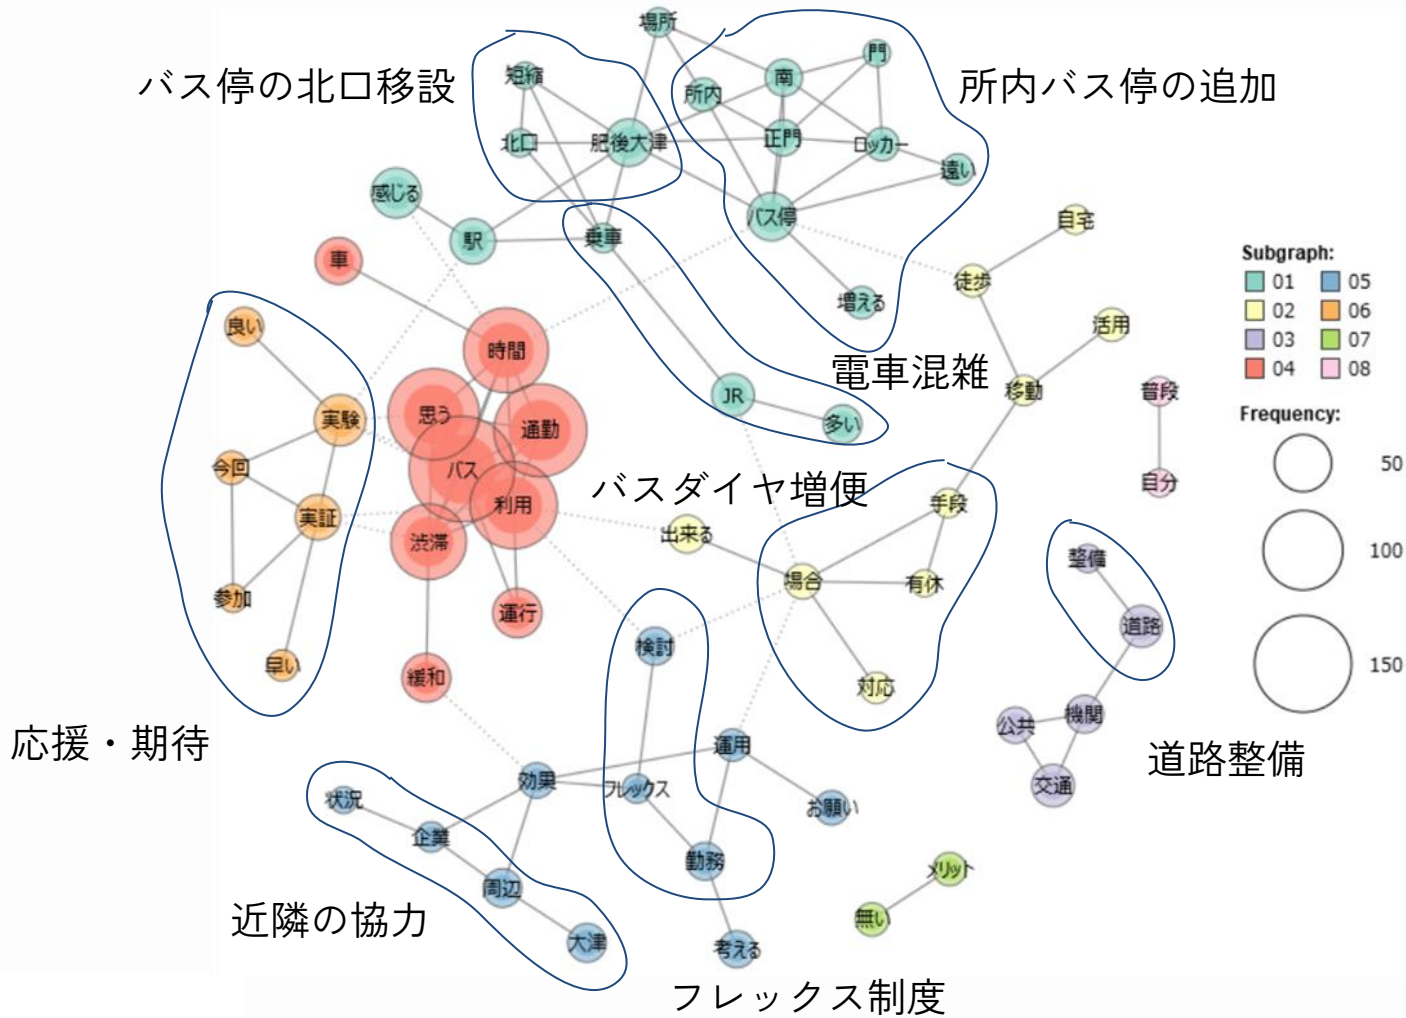 場所
門
短縮
南
バス停の北口移設
所内
所内バス停の追加
北口
肥後大津
正門
ロッカー
遠い
感じる
バス停
自宅
駅
乗車
車
徒歩
増える
Subgraph:
01 05
02 06
03 07
04 08
良い
活用
時間
電車混雑
移動
普段
JR
思う
実験
多い
通勤
Frequency:
50
今回
バス
バスダイヤ増便
自分
利用
手段
実証
出来る
渋滞
100
整備
場合
有休
参加
運行
道路
検討
早い
150
緩和
対応
機関
公共
応援・期待
運用
道路整備
効果
フレックス
交通
状況
お願い
企業
勤務
メリット
周辺
近隣の協力
無い
大津
考える
フレックス制度